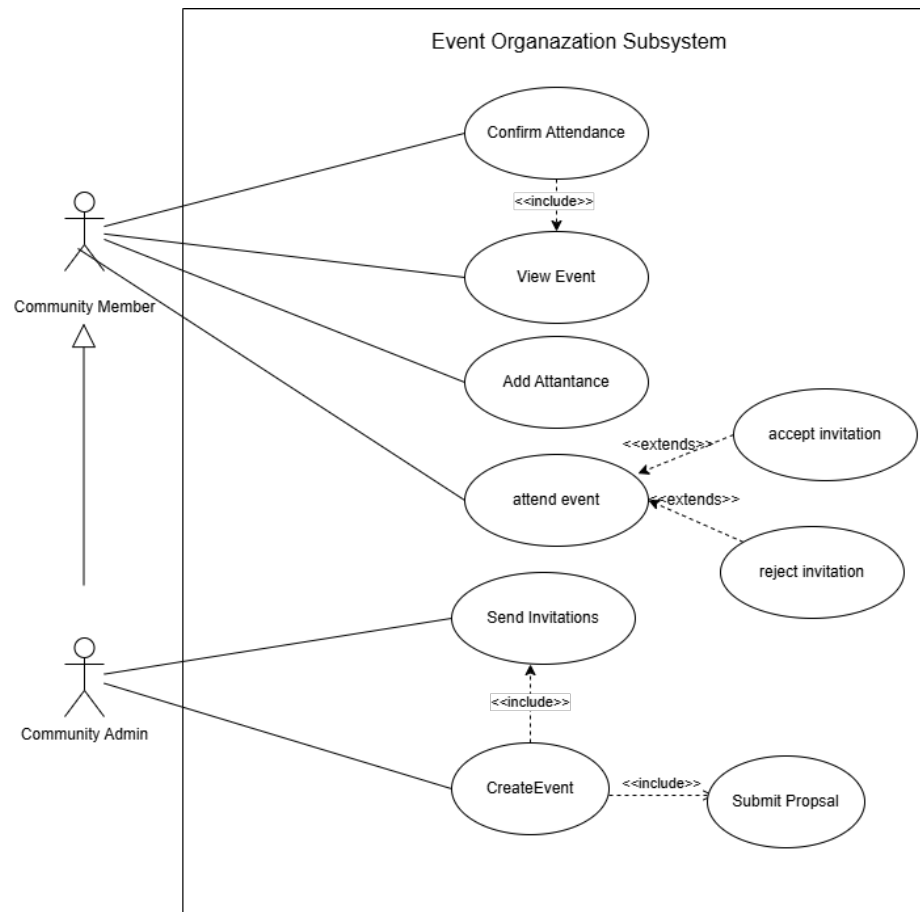 Event Organazation Subsystem
Confirm Attendance
<<include>>
View Event
Community Member
Add Attantance
accept invitation
<<extends>>
attend event
<<extends>>
reject invitation
Send Invitations
<<include>>
Community Admin
CreateEvent
<<include>>
Submit Propsal